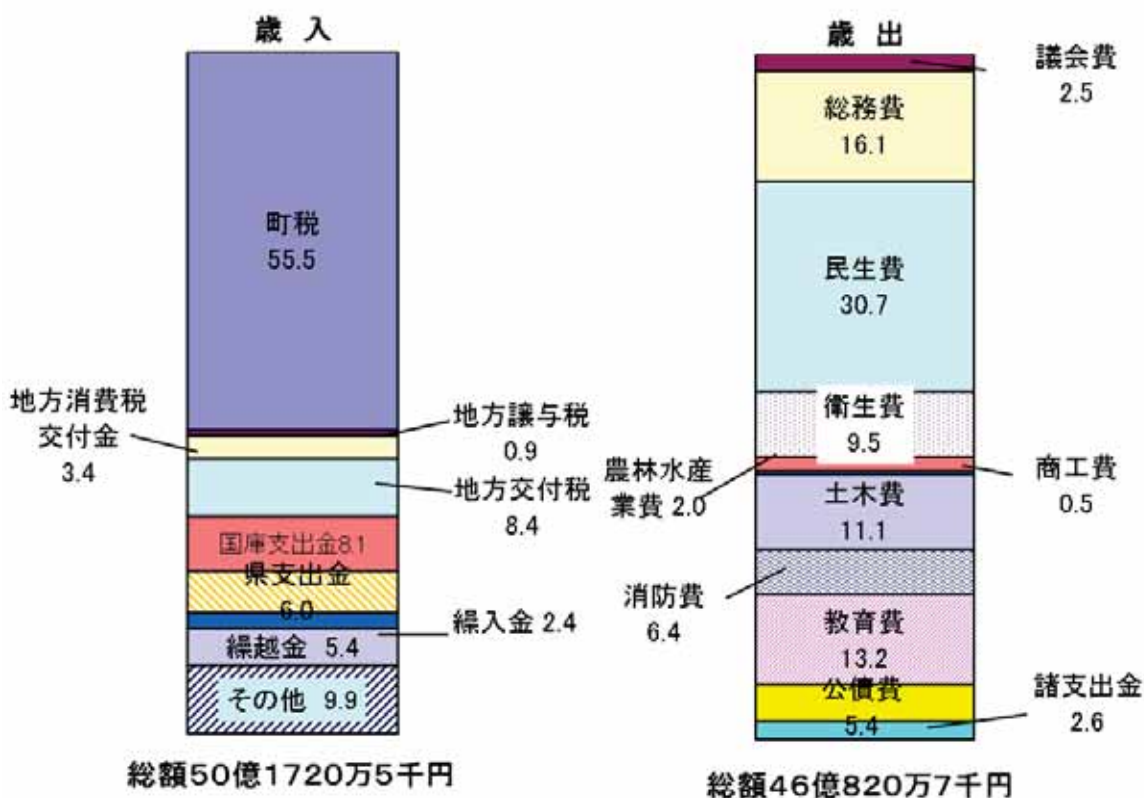 歳入
町税
55.5
地方消費税
交付金
3.4
地方譲与税
0.9
地方交付税
8.4
国庫支出金8.1
県支出金
6.0
繰入金 2.4
繰越金 5.4
その他 9.9
総額50億1720万5千円
歳出
議会費
2.5
総務費
16.1
民生費
30.7
衛生費
9.5
農林水産
業費 2.0
商工費
0.5
土木費
11.1
消防費
6.4
教育費
13.2
公債費
5.4
諸支出金
2.6
総額46億820万7千円